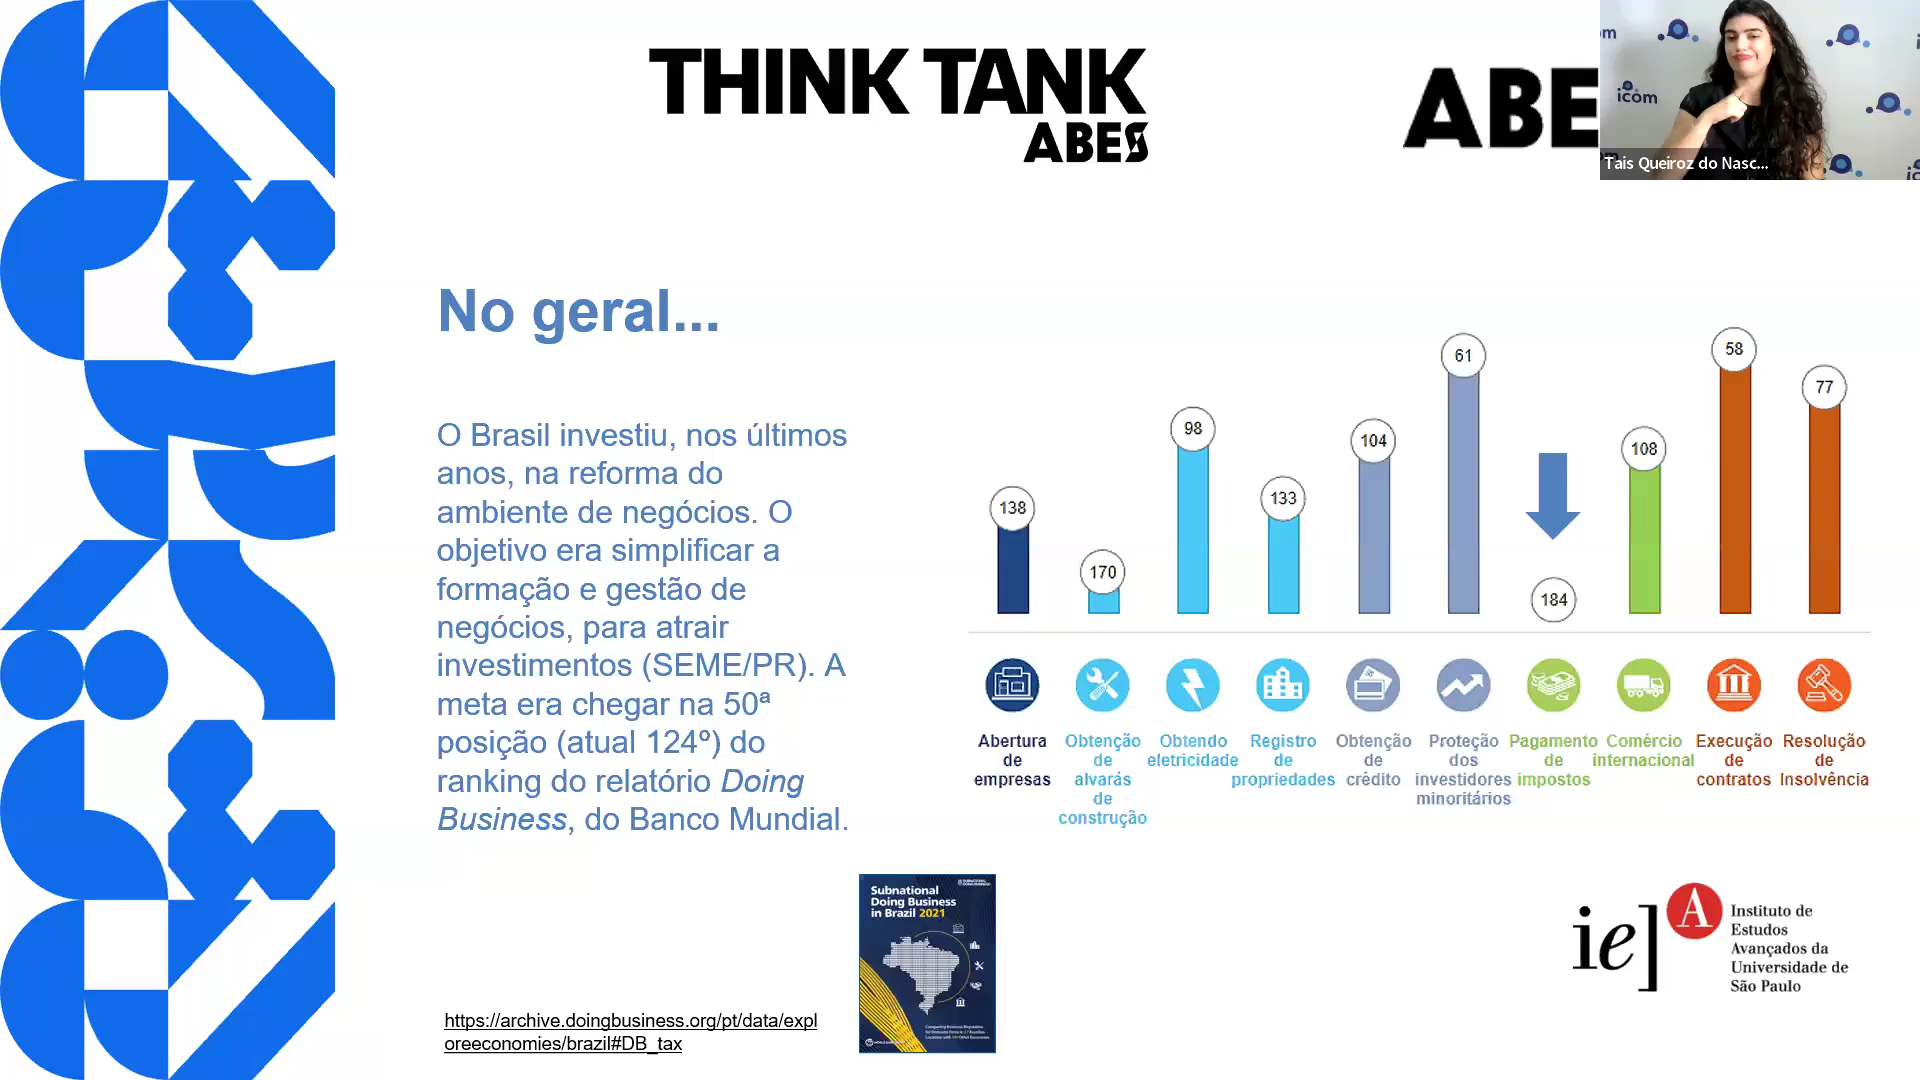 THINK TANK
ABES
ABE
icom
Tais Queiroz do Nasc...
No geral...
O Brasil investiu, nos últimos
anos, na reforma do
ambiente de negócios. O
objetivo era simplificar a
formação e gestão de
negócios, para atrair
investimentos (SEME/PR). A
meta era chegar na 50ª
posição (atual 124º) do
ranking do relatório Doing
Business, do Banco Mundial.
138
170
98
133
104
61
184
108
58
77
Abertura
de
empresas
Obtenção
de
alvarás
de
construção
Obtendo
eletricidade
Registro
de
propriedades
Obtenção
de
crédito
Proteção
dos
investidores
minoritários
Pagamento
de
impostos
Comércio
internacional
Execução
de
contratos
Resolução
de
Insolvência
Subnational
Doing Business
in Brazil 2021
https://archive.doingbusiness.org/pt/data/expl
oreeconomies/brazil#DB_tax
ie]
A
Instituto de
Estudos
Avançados da
Universidade de
São Paulo